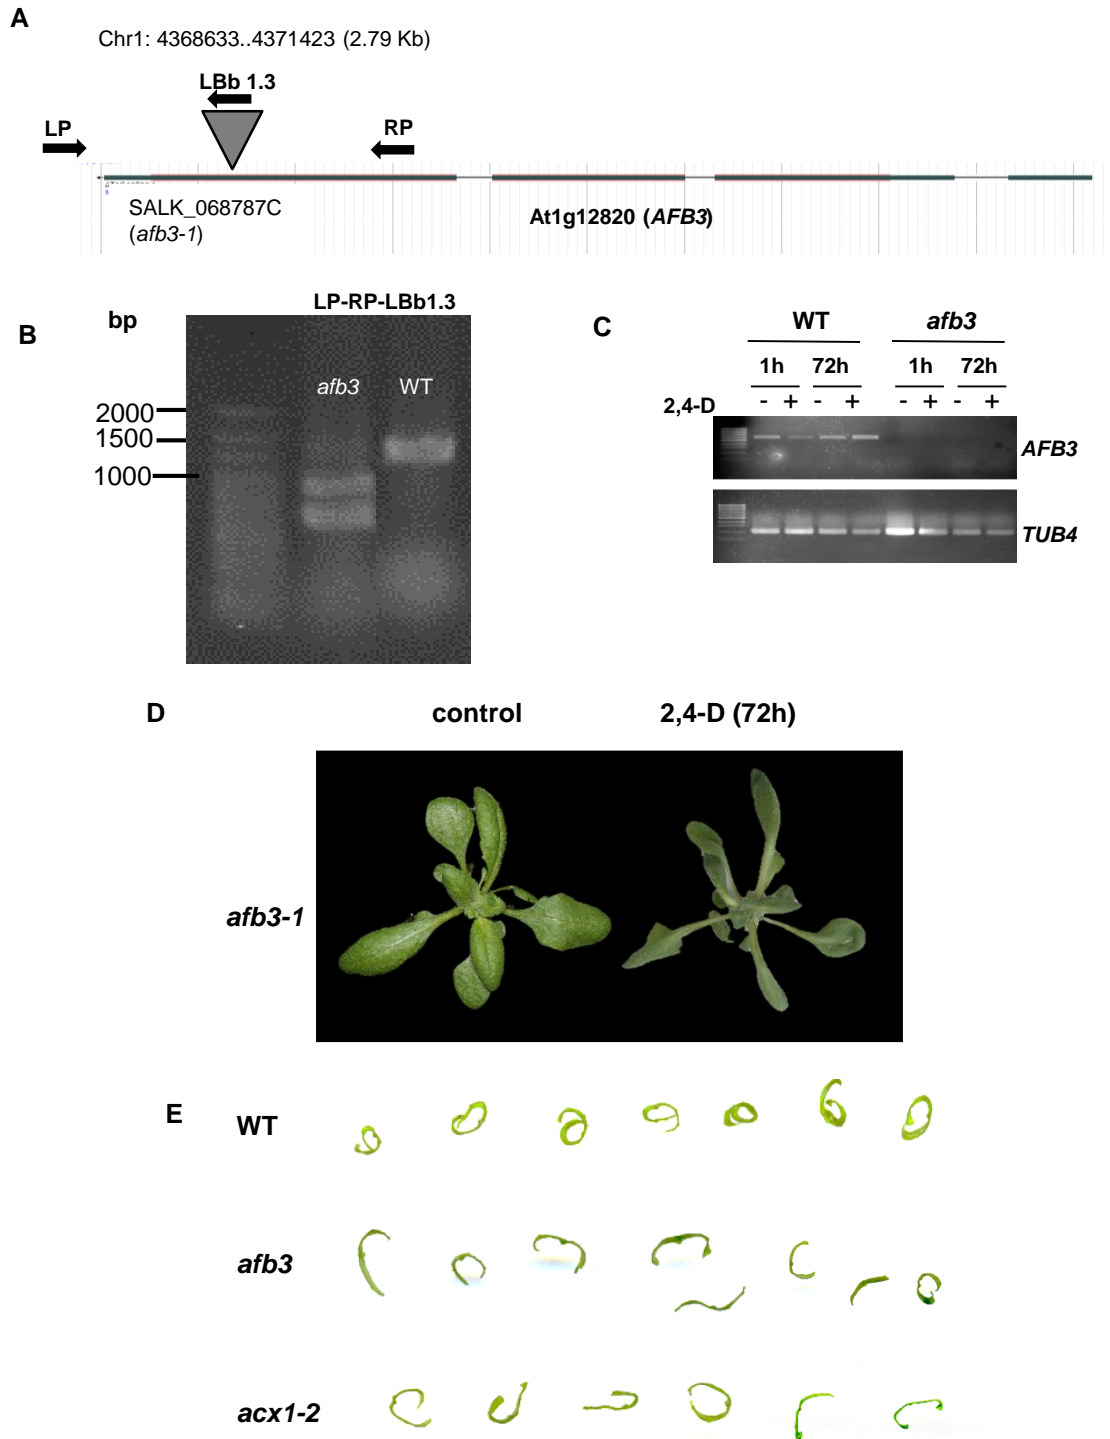 A
Chr1: 4368633..4371423 (2.79 Kb)
LBb 1.3
LP
RP
SALK_068787C
(afb3-1)
At1g12820 (AFB3)
B
bp
LP-RP-LBb1.3
afb3 WT
2000
1500
1000
C
WT afb3
1h 72h 1h 72h
2,4-D - + - + - + - +
AFB3
TUB4
D
control 2,4-D (72h)
afb3-1
E
WT
afb3
acx1-2